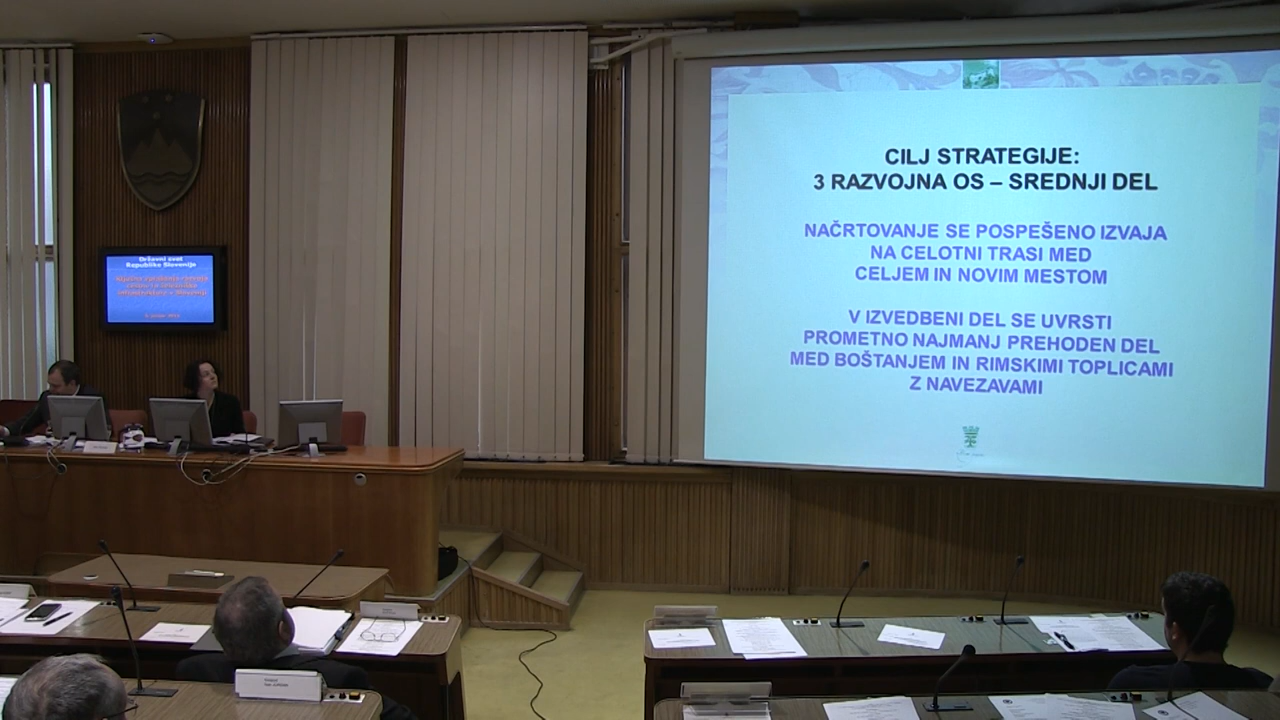 Državni svet
Republike Slovenije
CILJ STRATEGIJE:
3 RAZVOJNA OS – SREDNJI DEL
NAČRTOVANJE SE POSPEŠENO IZVAJA
NA CELOTNI TRASI MED
CELJEM IN NOVIM MESTOM
V IZVEDBENI DEL SE UVRSTI
PROMETNO NAJMANJ PREHODEN DEL
MED BOŠTANJEM IN RIMSKIMI TOPLICAMI
Z NAVEZAVAMI